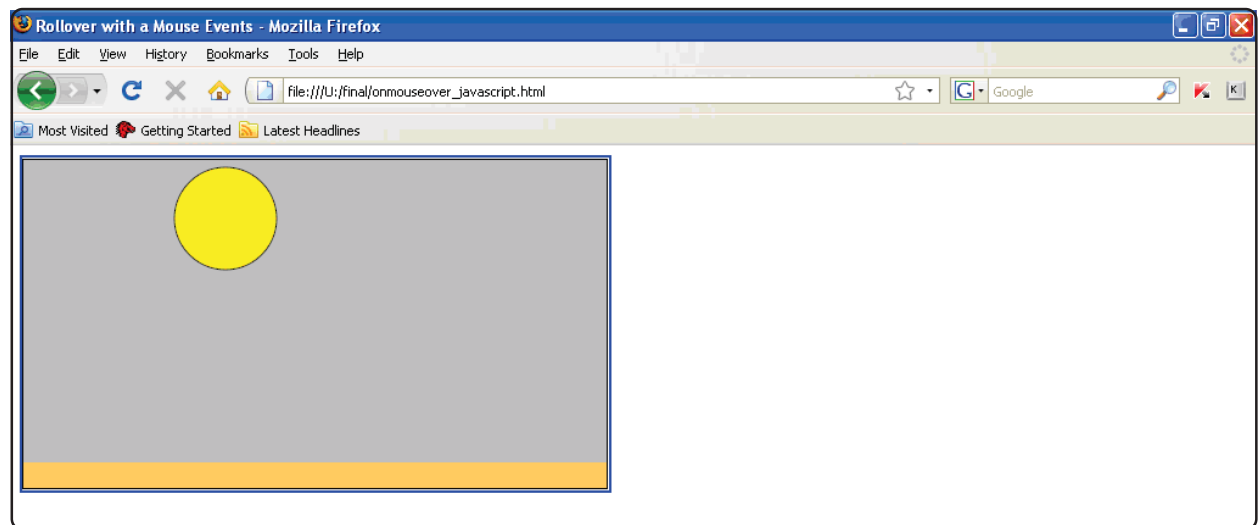 Rollover with a Mouse Events - Mozilla Firefox
File Edit View History Bookmarks Tools Help
file:///U:/final/onmouseover_javascript.html G Google K K
Most Visited Getting Started Latest Headlines